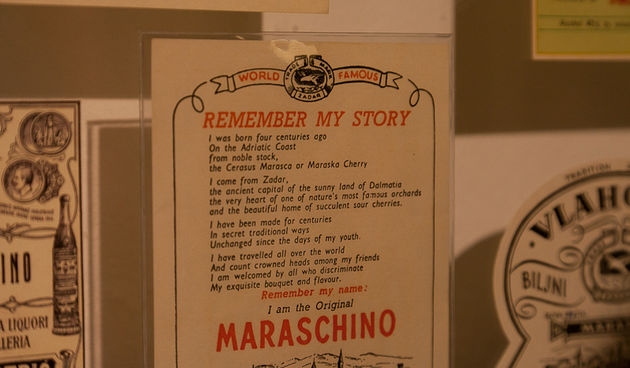 WORLD FAMOUS
TRADE MARK
ZADAR
REMEMBER MY STORY
I was born four centuries ago
On the Adriatic Coast
from noble stock,
the Cerasus Marasca or Maraska Cherry
I come from Zadar,
the ancient capital of the sunny land of Dalmatia
the very heart of one of nature's most famous orchards
and the beautiful home of succulent sour cherries.
I have been made for centuries
In secret traditional ways
Unchanged since the days of my youth.
I have travelled all over the world
And count crowned heads among my friends
I am welcomed by all who discriminate
My exquisite bouquet and flavour.
Remember my name:
I am the Original
MARASCHINO
INO
A LIQUORI
LLERIA
TRADITION
VLAHO
BILJNI